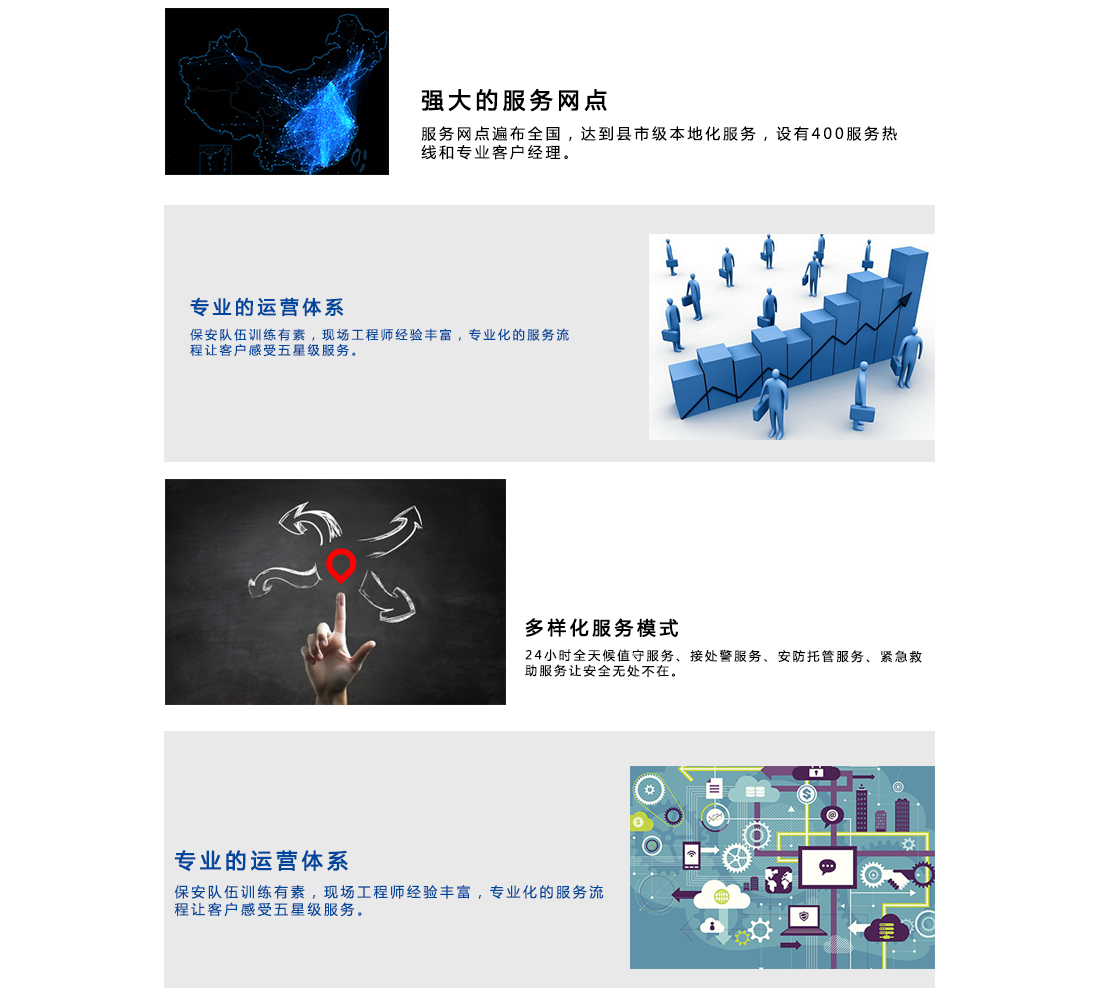 强大的服务网点
服务网点遍布全国，达到县市级本地化服务，设有400服务热
线和专业客户经理。
专业的运营体系
保安队伍训练有素，现场工程师经验丰富，专业化的服务流
程让客户感受五星级服务。
多样化服务模式
24小时全天候值守服务、接处警服务、安防托管服务、紧急救
助服务让安全无处不在。
专业的运营体系
保安队伍训练有素，现场工程师经验丰富，专业化的服务流
程让客户感受五星级服务。